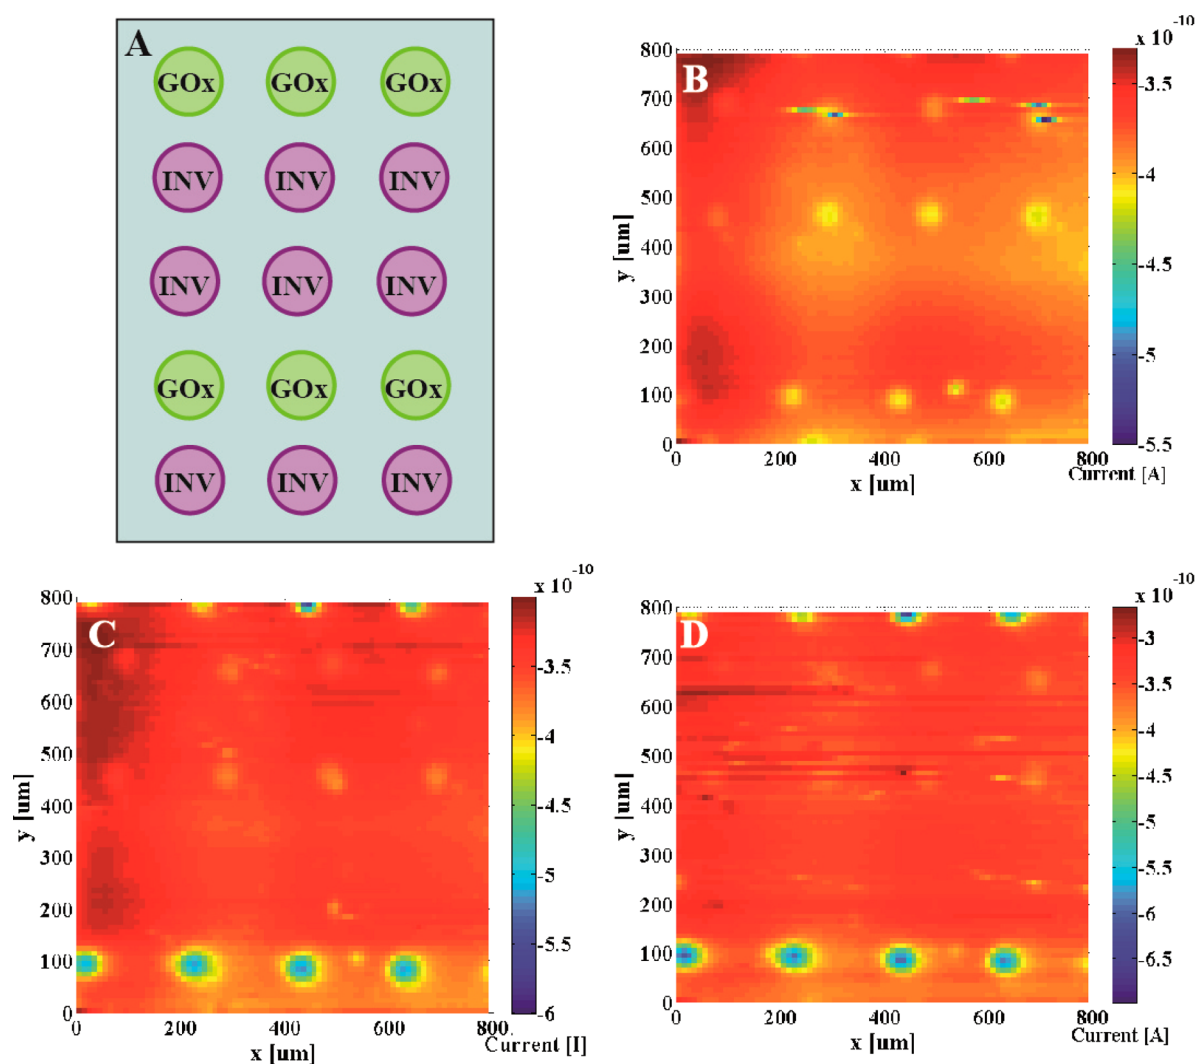 A
GOx GOx GOx
INV INV INV
INV INV INV
GOx GOx GOx
INV INV INV
B
x 10
-10
800
700
600
500
400
300
200
100
0
y [um]
0 200 400 600 800
x [um]
-3.5
-4
-4.5
-5
-5.5
Current [A]
C
x 10
-10
800
700
600
500
400
300
200
100
0
y [um]
0 200 400 600 800
x [um]
-3.5
-4
-4.5
-5
-5.5
-6
Current [I]
D
x 10
-10
800
700
600
500
400
300
200
100
0
y [um]
0 200 400 600 800
x [um]
-3
-3.5
-4
-4.5
-5
-5.5
-6
-6.5
Current [A]